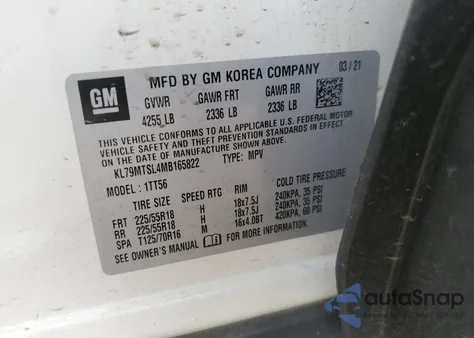 GM
MFD BY GM KOREA COMPANY 03/21
GVWR GAWR FRT GAWR RR
4255 LB 2336 LB 2336 LB
THIS VEHICLE CONFORMS TO ALL APPLICABLE U.S. FEDERAL MOTOR
VEHICLE SAFETY AND THEFT PREVENTION STANDARDS IN
EFFECT ON THE DATE OF MANUFACTURE SHOWN ABOVE.
KL79MTSL4MB165822 TYPE: MPV
MODEL: 1TT56
TIRE SIZE SPEED RTG RIM COLD TIRE PRESSURE
FRT 225/55R18 H 18x7.5J 240KPA, 35 PSI
RR 225/55R18 H 18x7.5J 240KPA, 35 PSI
SPA T125/70R16 M 16x4.0BT 420KPA, 60 PSI
SEE OWNER'S MANUAL FOR MORE INFORMATION.
autoSnap